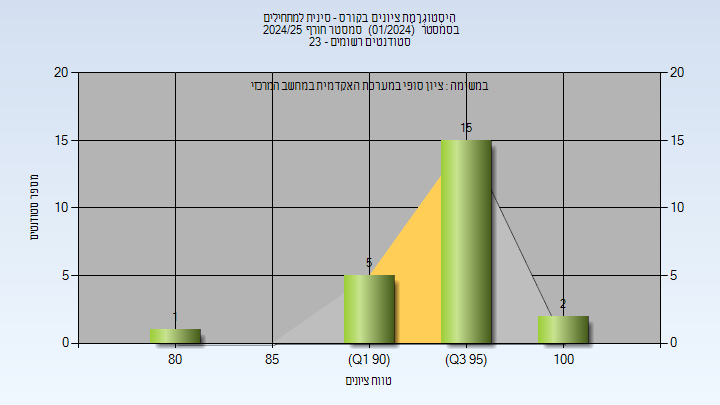 היסטוגרמת ציונים בקורס - סינית למתחילים
בסמסטר (01/2024) סמסטר חורף 2024/25
סטודנטים רשומים - 23
במשימה : ציון סופי במערכת האקדמית במחשב המרכזי
מספר סטודנטים
20 20
15 15
10 10
5 5
0 0
15
5
1
2
80 85 (Q1 90) (Q3 95) 100
טווח ציונים